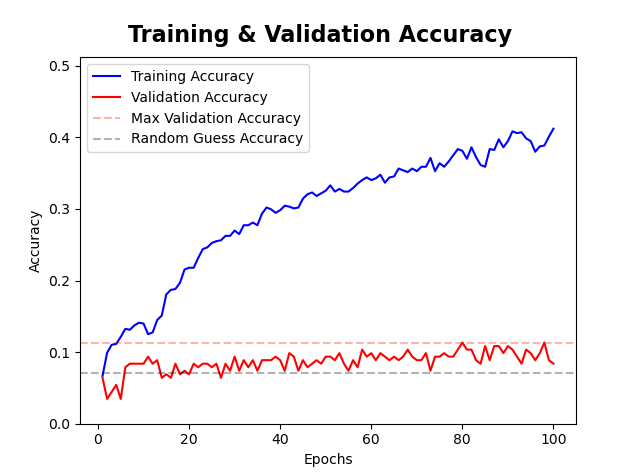 Training & Validation Accuracy
Training Accuracy
Validation Accuracy
Max Validation Accuracy
Random Guess Accuracy
Accuracy
0.5
0.4
0.3
0.2
0.1
0.0
0
20
40
60
80
100
Epochs